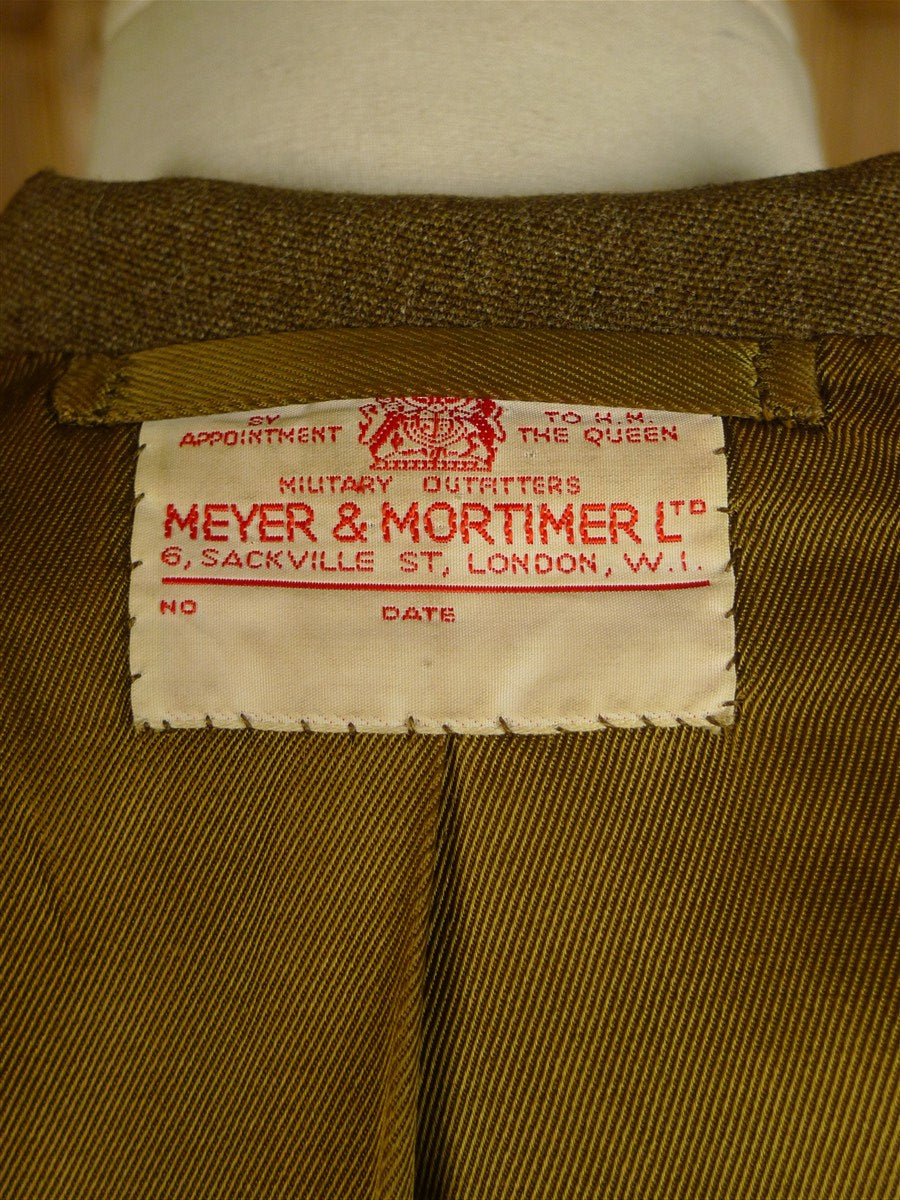 BY APPOINTMENT TO H.M. THE QUEEN
MILITARY OUTFITTERS
MEYER & MORTIMER LTD
6, SACKVILLE ST, LONDON, W.1.
NO DATE